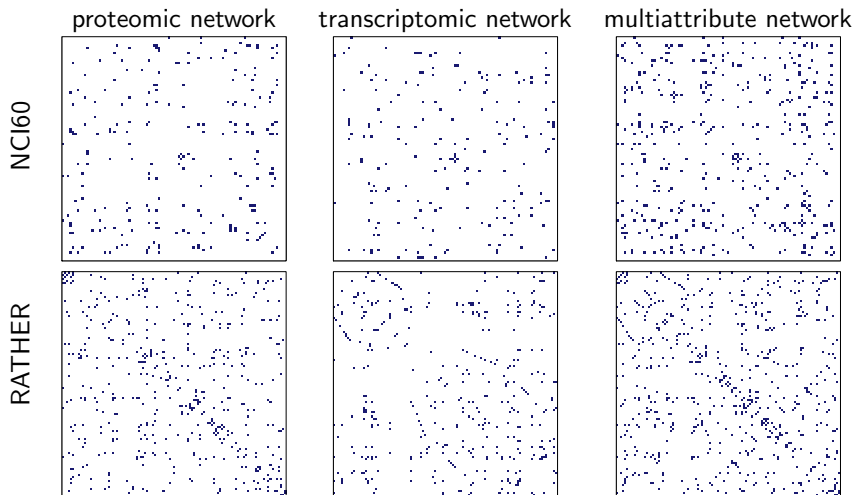 proteomic network
transcriptomic network
multiattribute network
NCI60
RATHER